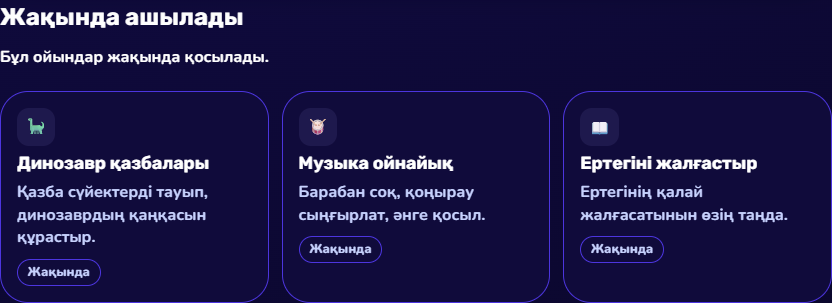 Жақында ашылады
Бұл ойындар жақында қосылады.
Динозавр қазбалары
Қазба сүйектерді тауып,
динозаврдың қаңқасын
құрастыр.
Жақында
Музыка ойнайық
Барабан соқ, қоңырау
сыңғырлат, әнге қосыл.
Жақында
Ертегіні жалғастыр
Ертегінің қалай
жалғасатынын өзің таңда.
Жақында